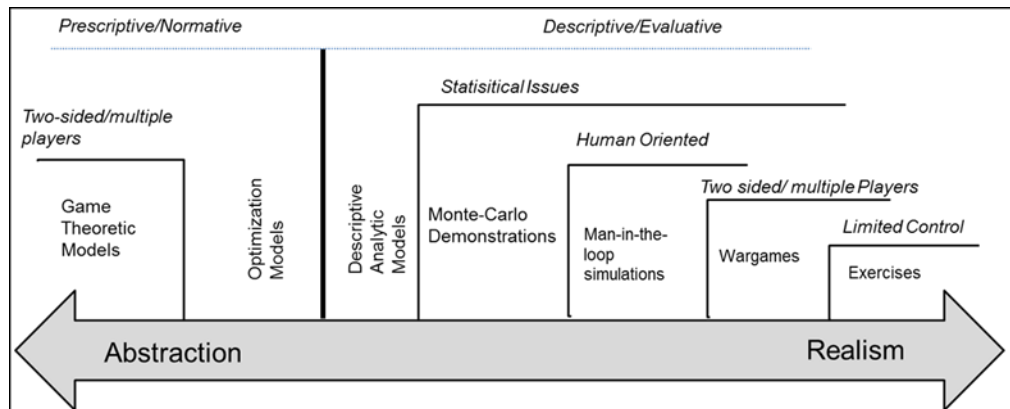 Prescriptive/Normative
Descriptive/Evaluative
Statisitical Issues
Two-sided/multiple
players
Human Oriented
Two sided/ multiple Players
Limited Control
Game
Theoretic
Models
Optimization
Models
Descriptive
Analytic
Models
Monte-Carlo
Demonstrations
Man-in-the-
loop
simulations
Wargames
Exercises
Abstraction
Realism